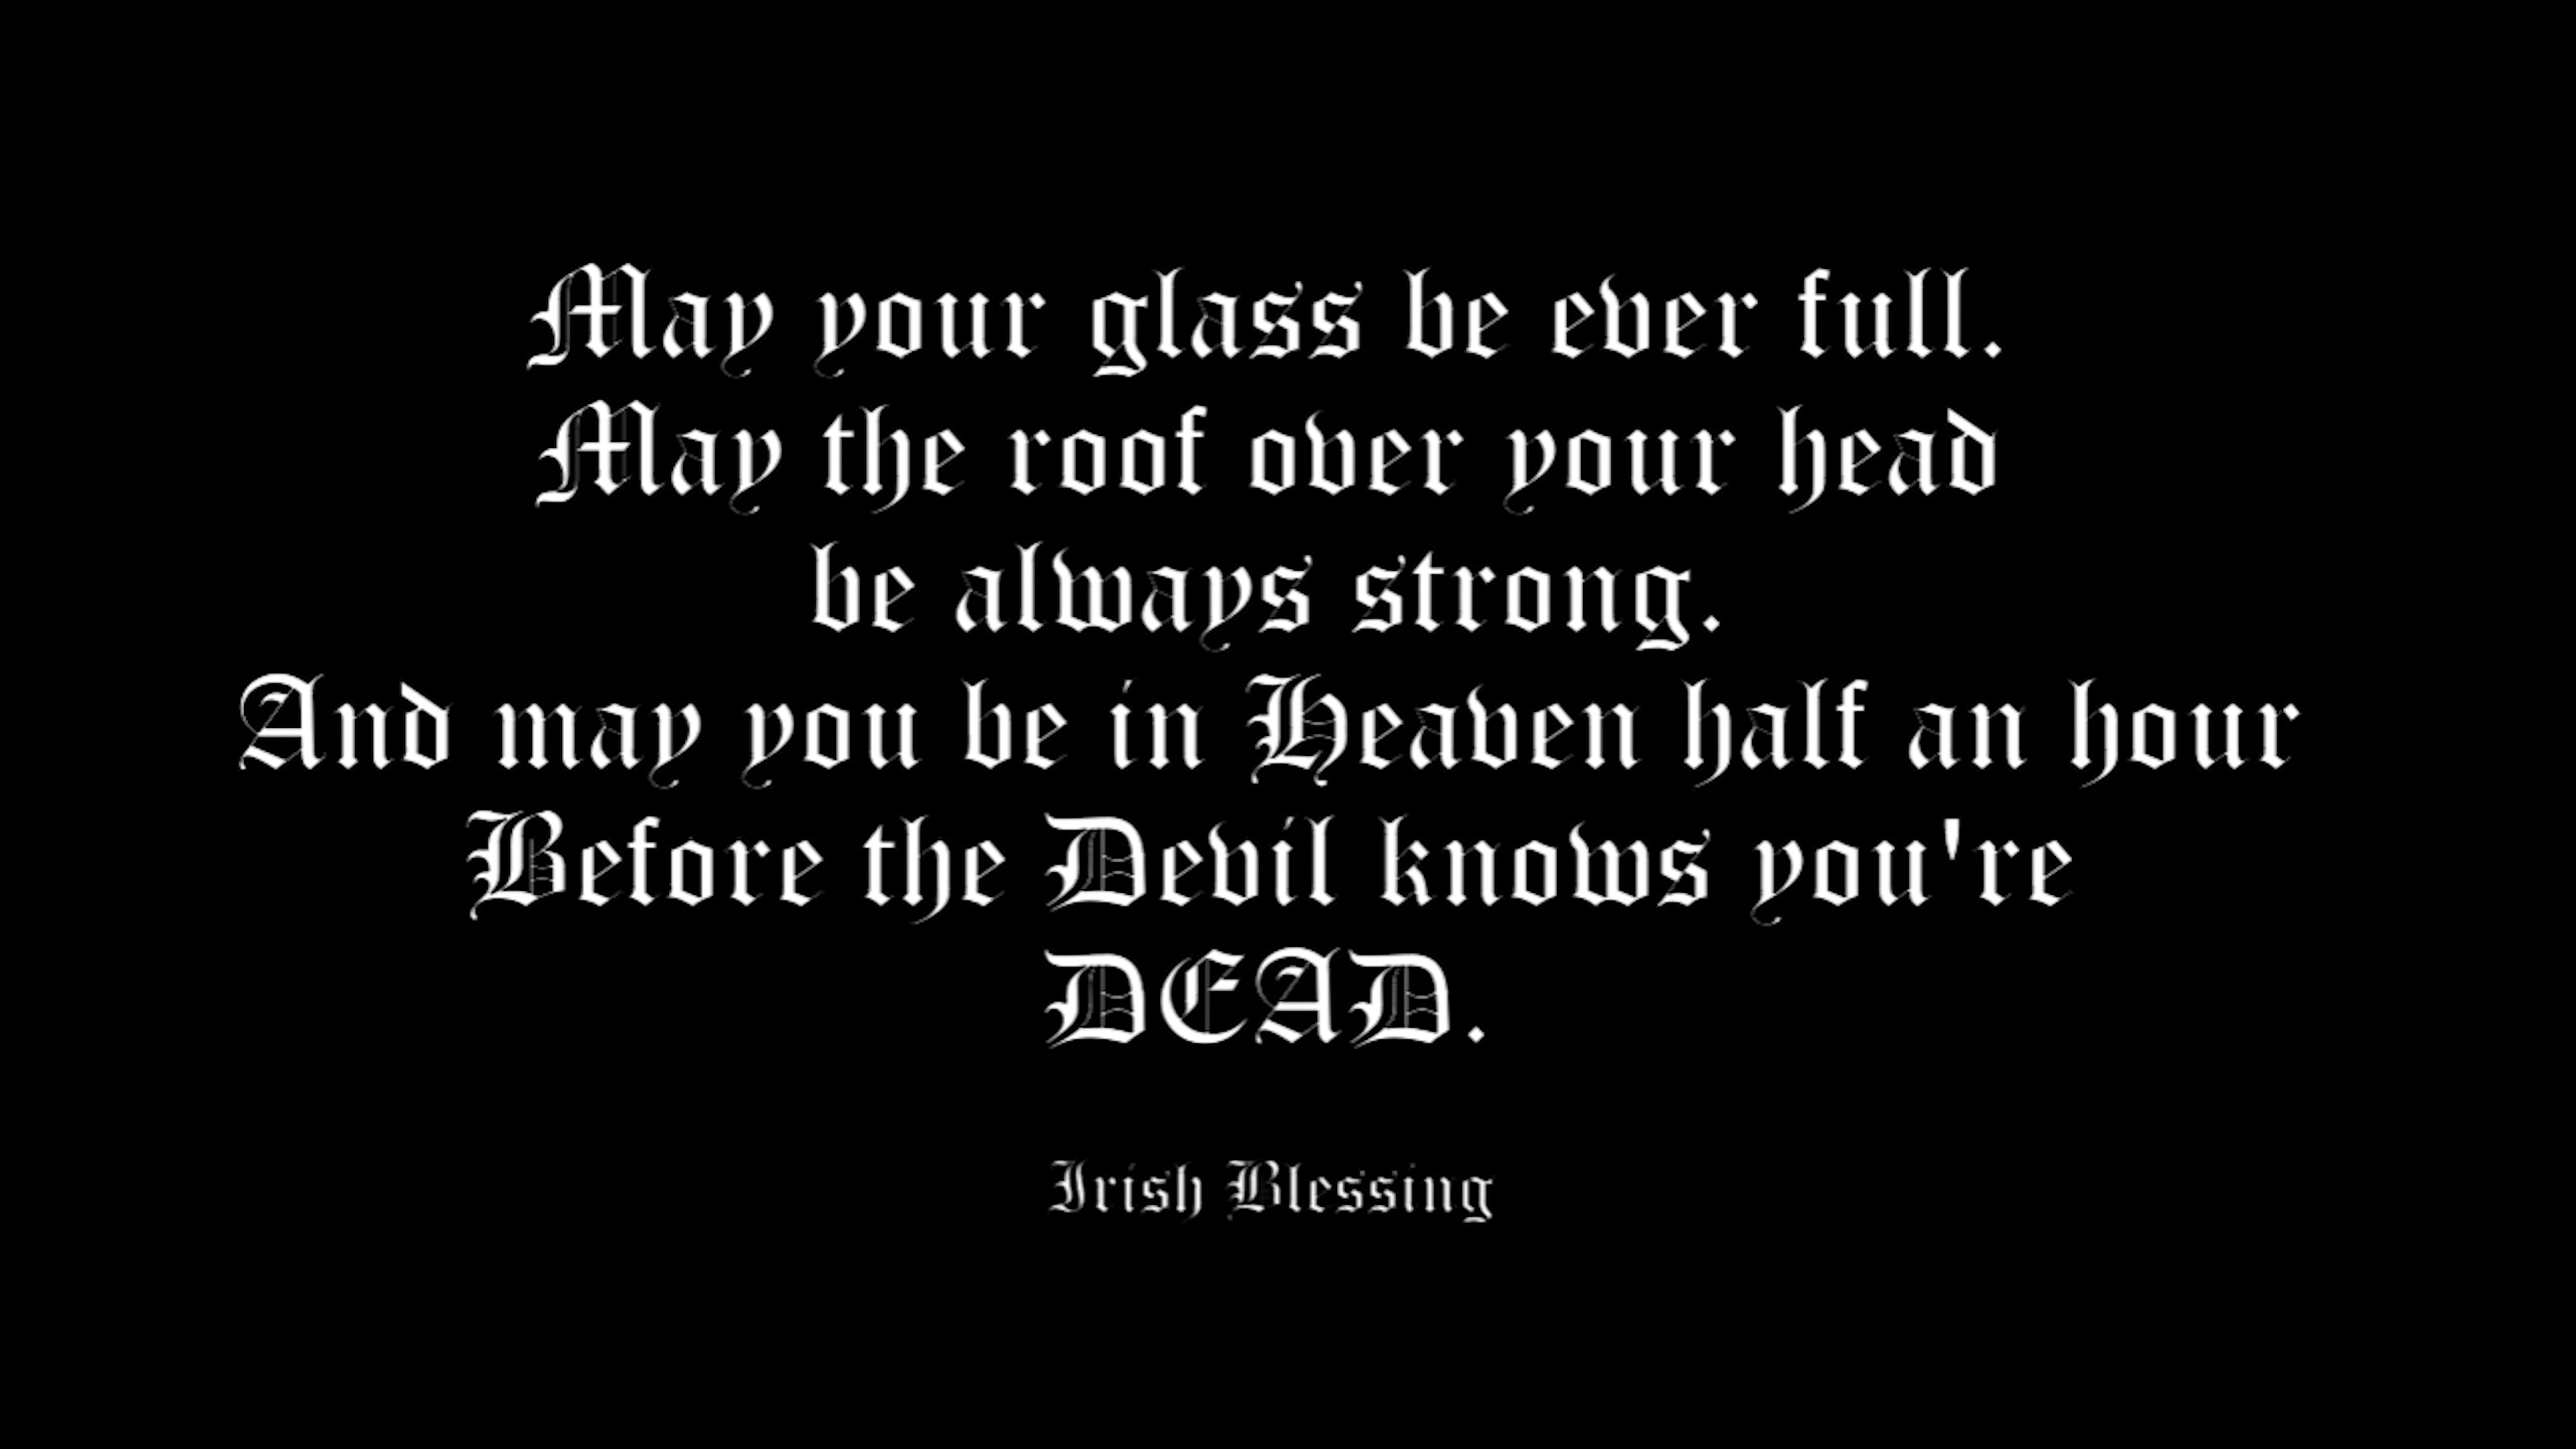 May your glass be ever full.
May the roof over your head
be always strong.
And may you be in Heaven half an hour
Before the Devil knows you're
DEAD.
Irish Blessing